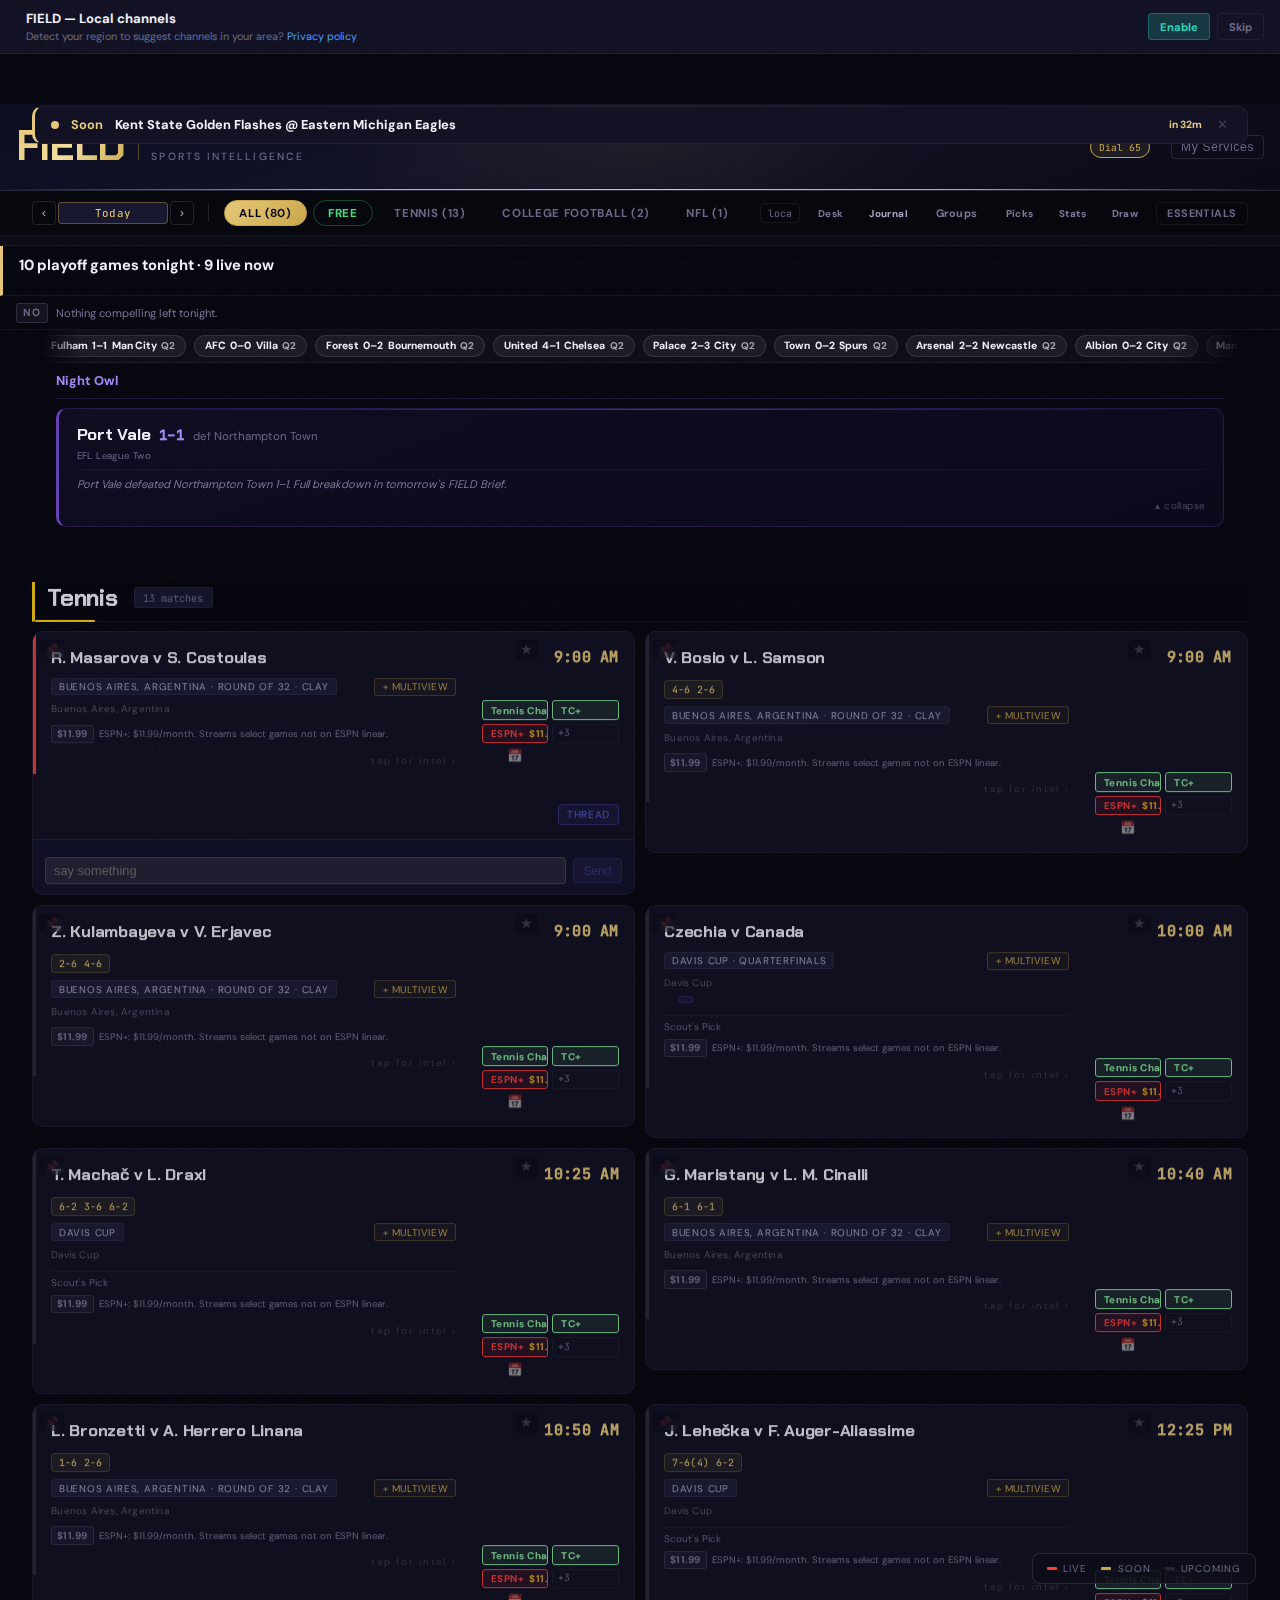 FIELD — Local channels
Detect your region to suggest channels in your area? Privacy policy
Enable
Skip
Soon Kent State Golden Flashes @ Eastern Michigan Eagles in 32m ×
FIELD
SPORTS INTELLIGENCE
Dial 65
My Services
‹ Today › ALL (80) FREE TENNIS (13) COLLEGE FOOTBALL (2) NFL (1) loca Desk Journal Groups Picks Stats Draw ESSENTIALS
10 playoff games tonight · 9 live now
NO Nothing compelling left tonight.
Fulham 1–1 Man City Q2 AFC 0–0 Villa Q2 Forest 0–2 Bournemouth Q2 United 4–1 Chelsea Q2 Palace 2–3 City Q2 Town 0–2 Spurs Q2 Arsenal 2–2 Newcastle Q2 Albion 0–2 City Q2 Man
Night Owl
Port Vale 1-1 def Northampton Town
EFL League Two
Port Vale defeated Northampton Town 1–1. Full breakdown in tomorrow's FIELD Brief.
▴ collapse
Tennis 13 matches
R. Masarova v S. Costoulas ★ 9:00 AM
BUENOS AIRES, ARGENTINA · ROUND OF 32 · CLAY + MULTIVIEW
Buenos Aires, Argentina
Tennis Cha TC+
$11.99 ESPN+: $11.99/month. Streams select games not on ESPN linear.
ESPN+ $11. +3
tap for intel ›
THREAD
say something
Send
V. Bosio v L. Samson ★ 9:00 AM
4-6 2-6
BUENOS AIRES, ARGENTINA · ROUND OF 32 · CLAY + MULTIVIEW
Buenos Aires, Argentina
$11.99 ESPN+: $11.99/month. Streams select games not on ESPN linear.
tap for intel ›
Tennis Cha TC+
ESPN+ $11. +3
Z. Kulambayeva v V. Erjavec ★ 9:00 AM
2-6 4-6
BUENOS AIRES, ARGENTINA · ROUND OF 32 · CLAY + MULTIVIEW
Buenos Aires, Argentina
$11.99 ESPN+: $11.99/month. Streams select games not on ESPN linear.
tap for intel ›
Tennis Cha TC+
ESPN+ $11. +3
Czechia v Canada ★ 10:00 AM
DAVIS CUP · QUARTERFINALS + MULTIVIEW
Davis Cup
Scout's Pick
$11.99 ESPN+: $11.99/month. Streams select games not on ESPN linear.
tap for intel ›
Tennis Cha TC+
ESPN+ $11. +3
T. Machač v L. Draxl ★ 10:25 AM
6-2 3-6 6-2
DAVIS CUP + MULTIVIEW
Davis Cup
Scout's Pick
$11.99 ESPN+: $11.99/month. Streams select games not on ESPN linear.
tap for intel ›
Tennis Cha TC+
ESPN+ $11. +3
G. Maristany v L. M. Cinalli ★ 10:40 AM
6-1 6-1
BUENOS AIRES, ARGENTINA · ROUND OF 32 · CLAY + MULTIVIEW
Buenos Aires, Argentina
$11.99 ESPN+: $11.99/month. Streams select games not on ESPN linear.
tap for intel ›
Tennis Cha TC+
ESPN+ $11. +3
L. Bronzetti v A. Herrero Linana ★ 10:50 AM
1-6 2-6
BUENOS AIRES, ARGENTINA · ROUND OF 32 · CLAY + MULTIVIEW
Buenos Aires, Argentina
$11.99 ESPN+: $11.99/month. Streams select games not on ESPN linear.
tap for intel ›
Tennis Cha TC+
ESPN+ $11. +3
J. Lehečka v F. Auger-Aliassime ★ 12:25 PM
7-6(4) 6-2
DAVIS CUP + MULTIVIEW
Davis Cup
Scout's Pick
$11.99 ESPN+: $11.99/month. Streams select games not on ESPN linear.
tap for intel ›
LIVE SOON UPCOMING